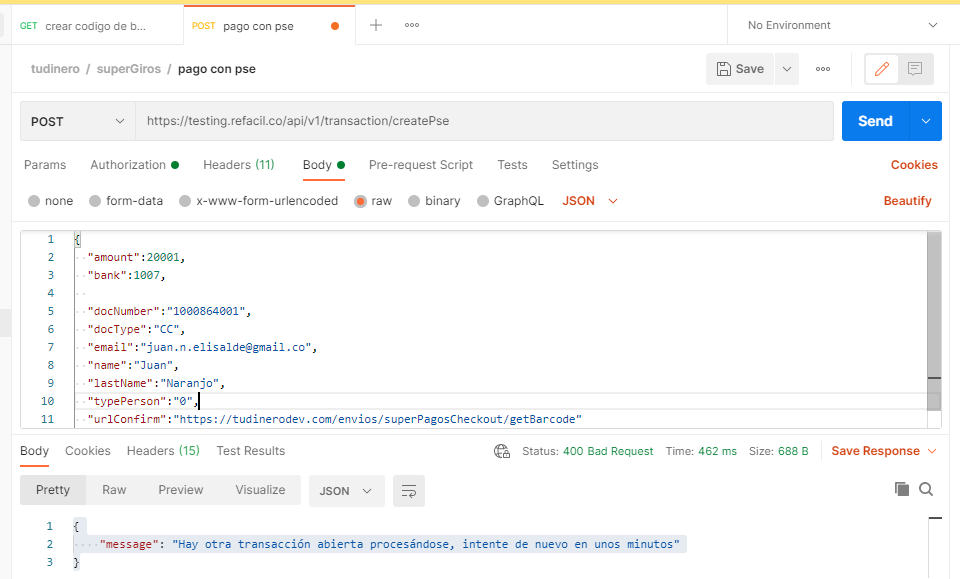 GET crear codigo de b... POST pago con pse No Environment
tudinero / superGiros / pago con pse Save
POST https://testing.refacil.co/api/v1/transaction/createPse Send
Params Authorization Headers (11) Body Pre-request Script Tests Settings Cookies
none form-data x-www-form-urlencoded raw binary GraphQL JSON Beautify
1 {
2 "amount":20001,
3 "bank":1007,
4
5 "docNumber":"1000864001",
6 "docType":"CC",
7 "email":"juan.n.elisalde@gmail.co",
8 "name":"Juan",
9 "lastName":"Naranjo",
10 "typePerson":"0",
11 "urlConfirm":"https://tudinerodev.com/envios/superPagosCheckout/getBarcode"
Body Cookies Headers (15) Test Results Status: 400 Bad Request Time: 462 ms Size: 688 B Save Response
Pretty Raw Preview Visualize JSON
1 {
2 "message": "Hay otra transacción abierta procesándose, intente de nuevo en unos minutos"
3 }